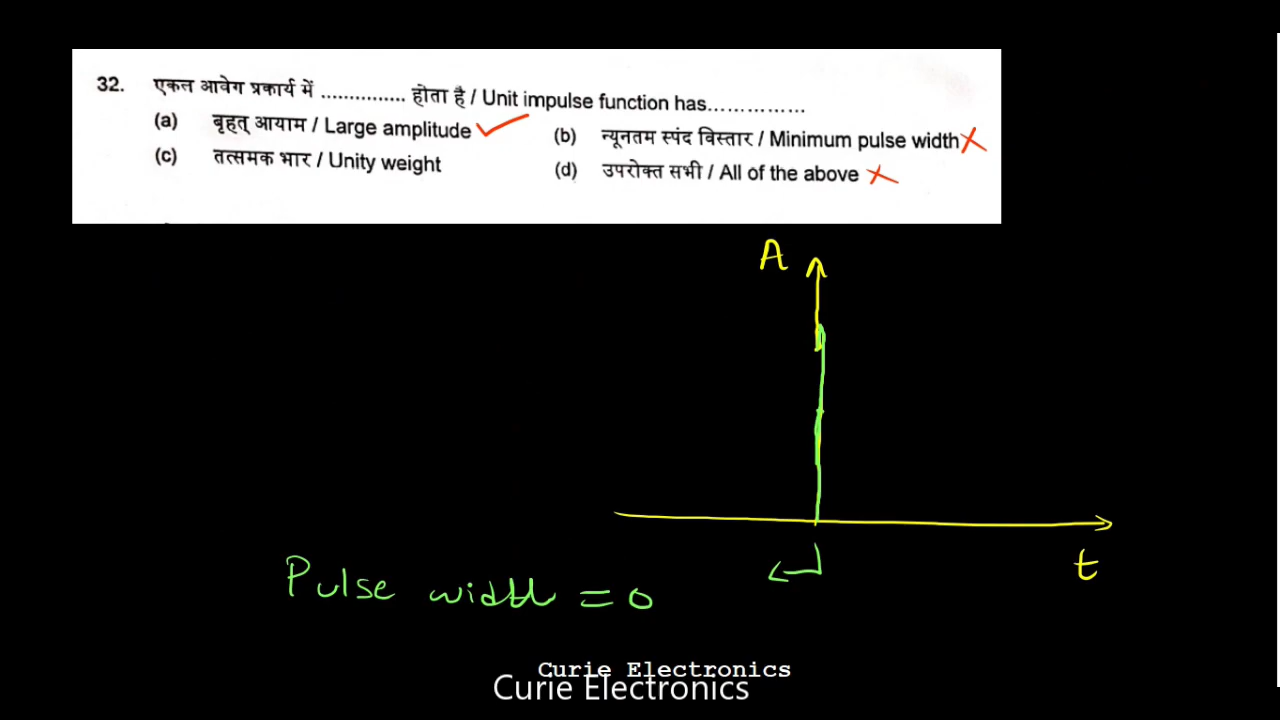 32. एकल आवेग प्रकार्य में ............... होता है / Unit impulse function has...............
(a) बृहत् आयाम / Large amplitude (b) न्यूनतम स्पंद विस्तार / Minimum pulse width
(c) तत्समक भार / Unity weight (d) उपरोक्त सभी / All of the above
A
t
Pulse width = 0
Curie Electronics
Curie Electronics